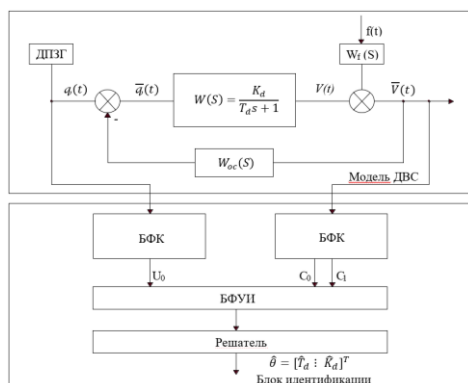 f(t)
ДПЗГ
W_f (S)
q(t)
q̅(t)
W(S) = K_d / (T_d s + 1)
V(t)
V̅(t)
-
W_oc(S)
Модель ДВС
БФК
БФК
U_0
C_0
C_1
БФУИ
Решатель
θ̂ = [T̂_d ⋮ K̂_d]^T
Блок идентификации